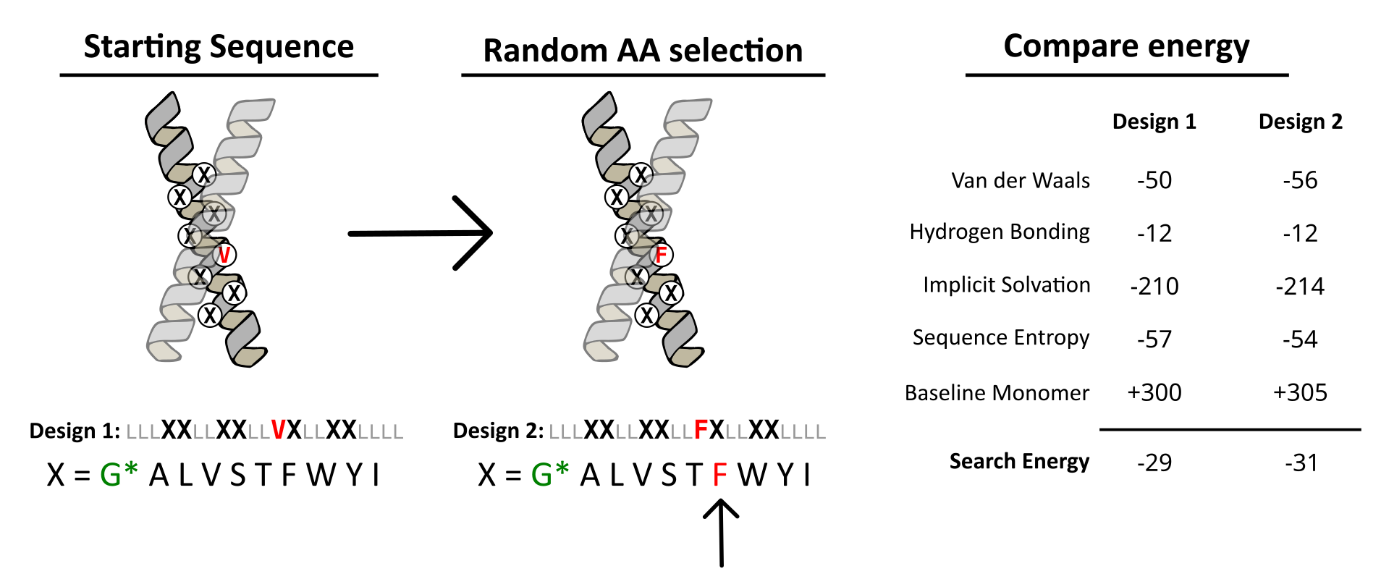 Starting Sequence
X
X
X
X
V
X
X
X
Design 1: LLLXXLLXXLLVXLLXXLLLL
X = G* A L V S T F W Y I
Random AA selection
X
X
X
X
F
X
X
X
Design 2: LLLXXLLXXLLFXLLXXLLLL
X = G* A L V S T F W Y I
Compare energy
Design 1 Design 2
Van der Waals -50 -56
Hydrogen Bonding -12 -12
Implicit Solvation -210 -214
Sequence Entropy -57 -54
Baseline Monomer +300 +305
Search Energy -29 -31